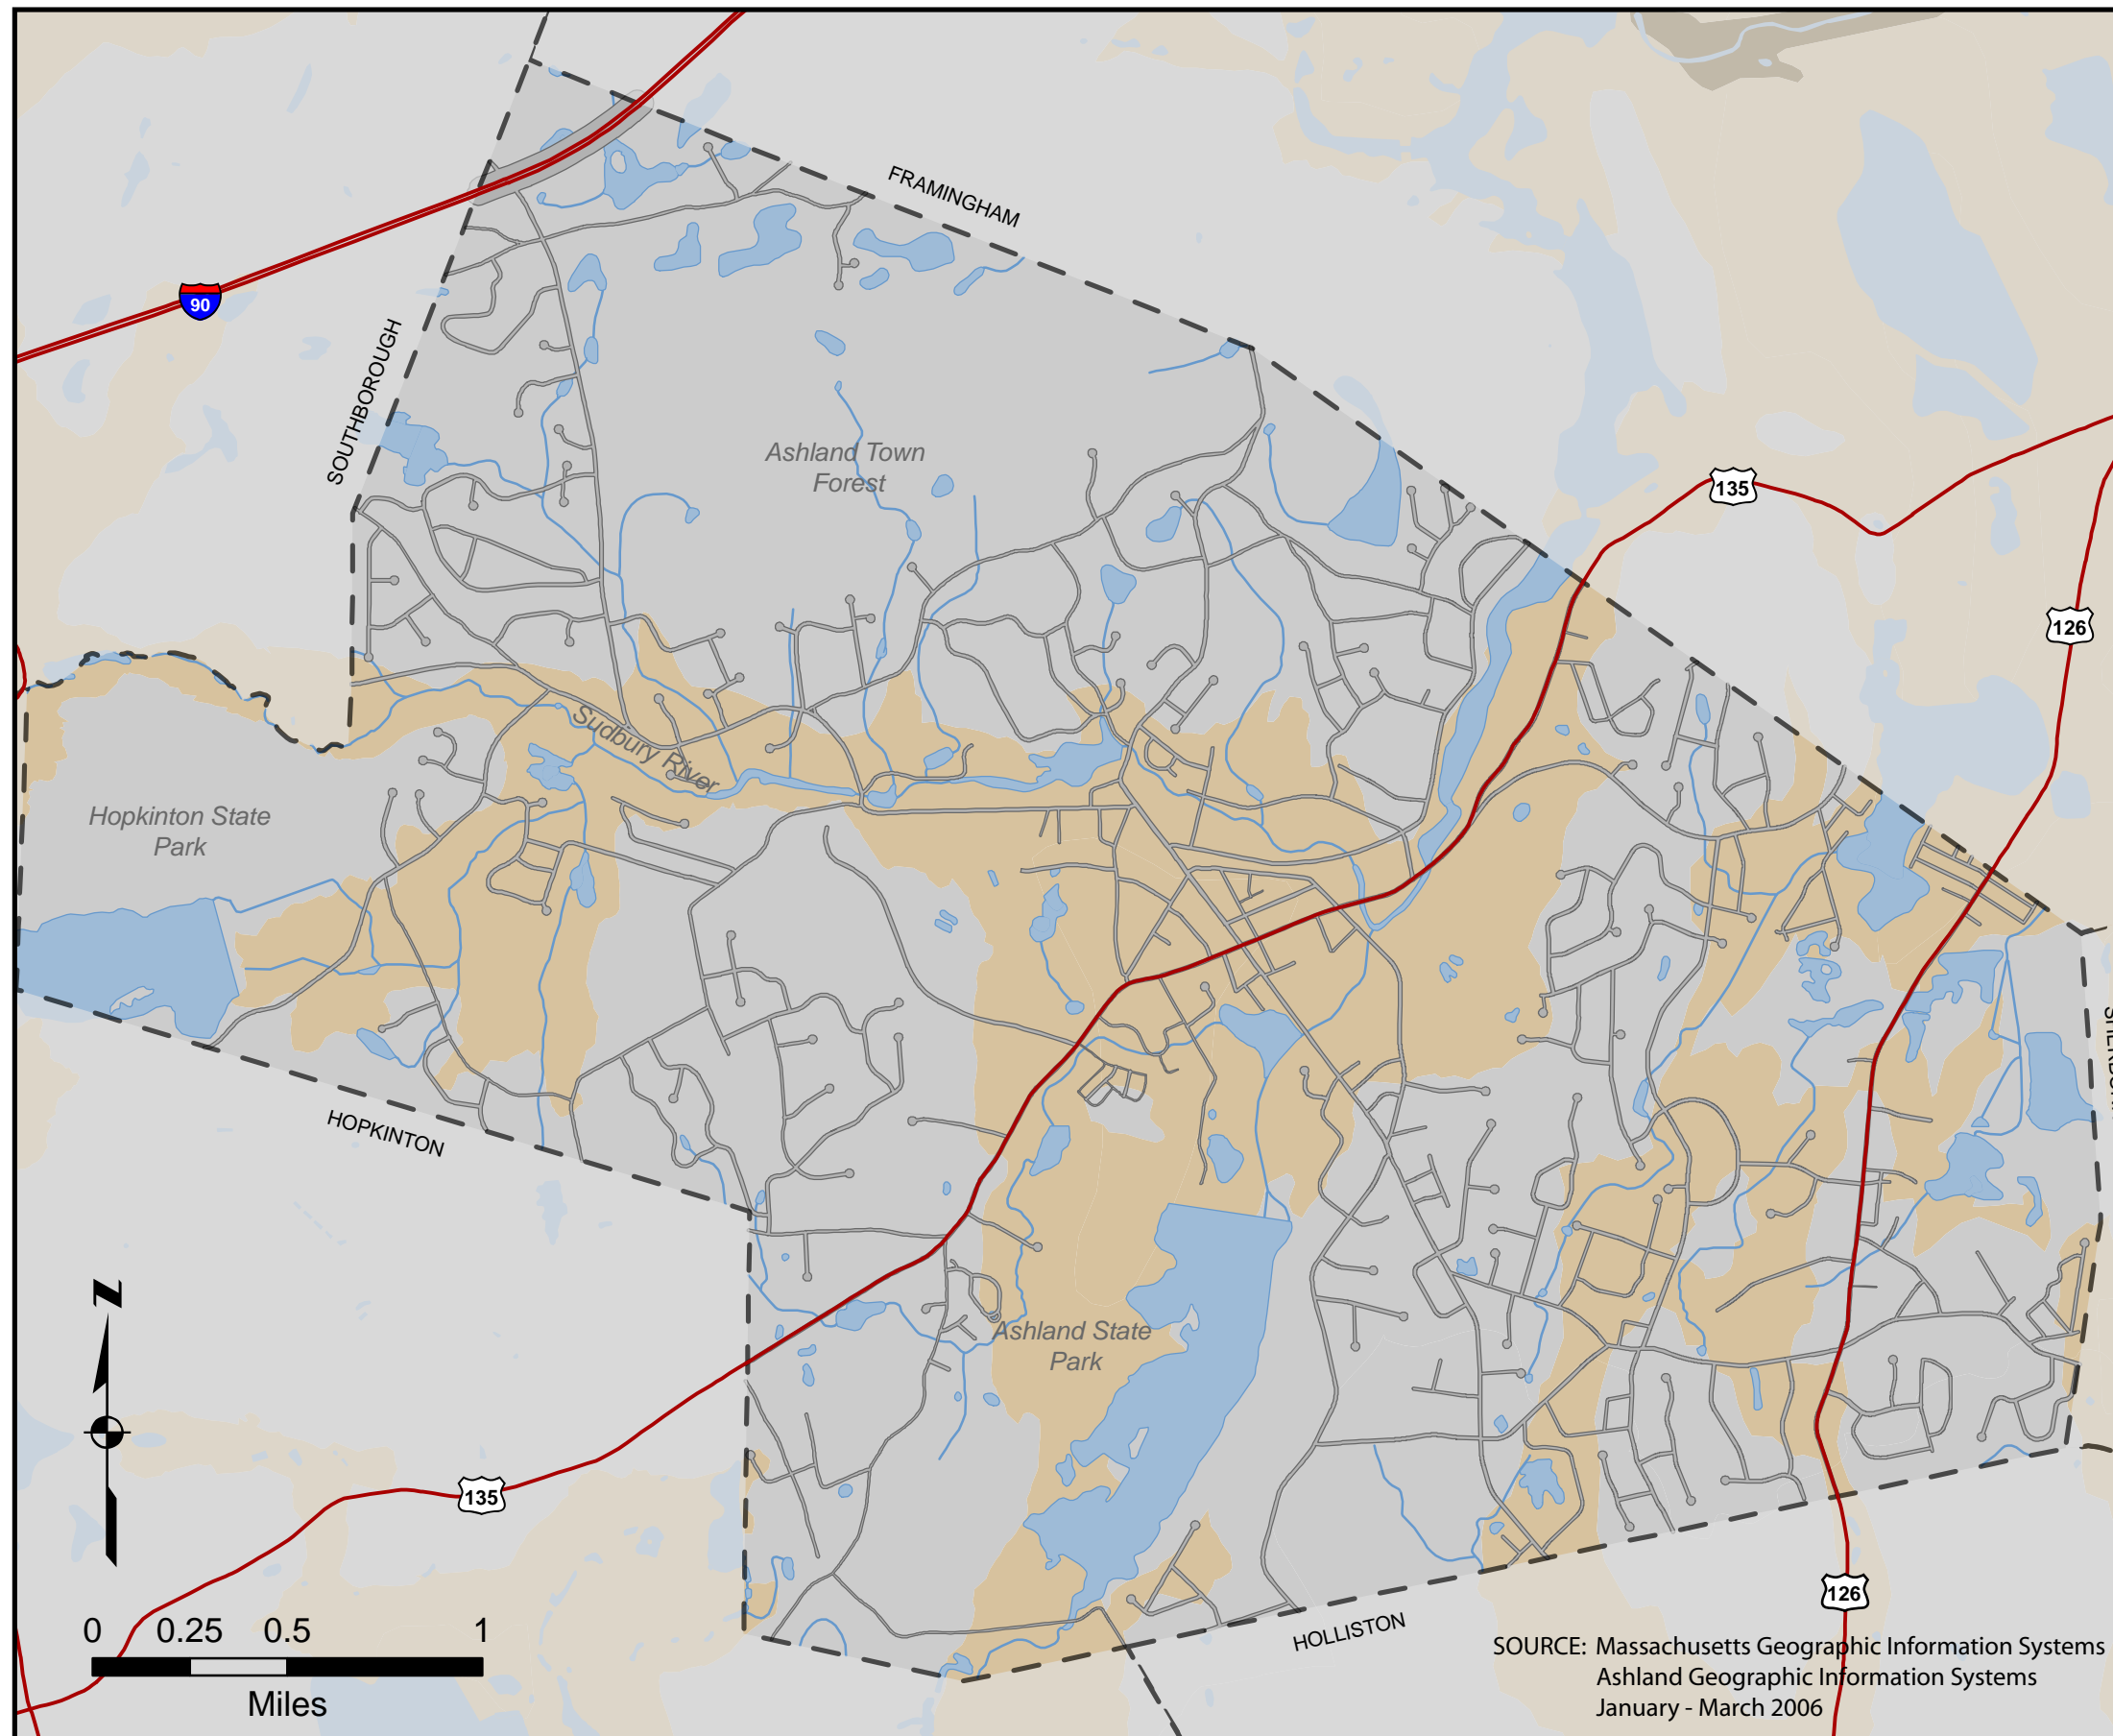 FRAMINGHAM
90
SOUTHBOROUGH
Ashland Town
Forest
135
126
Sudbury River
Hopkinton State
Park
HOPKINTON
Ashland State
Park
N
135
126
HOLLISTON
0 0.25 0.5 1
Miles
SOURCE: Massachusetts Geographic Information Systems
Ashland Geographic Information Systems
January - March 2006